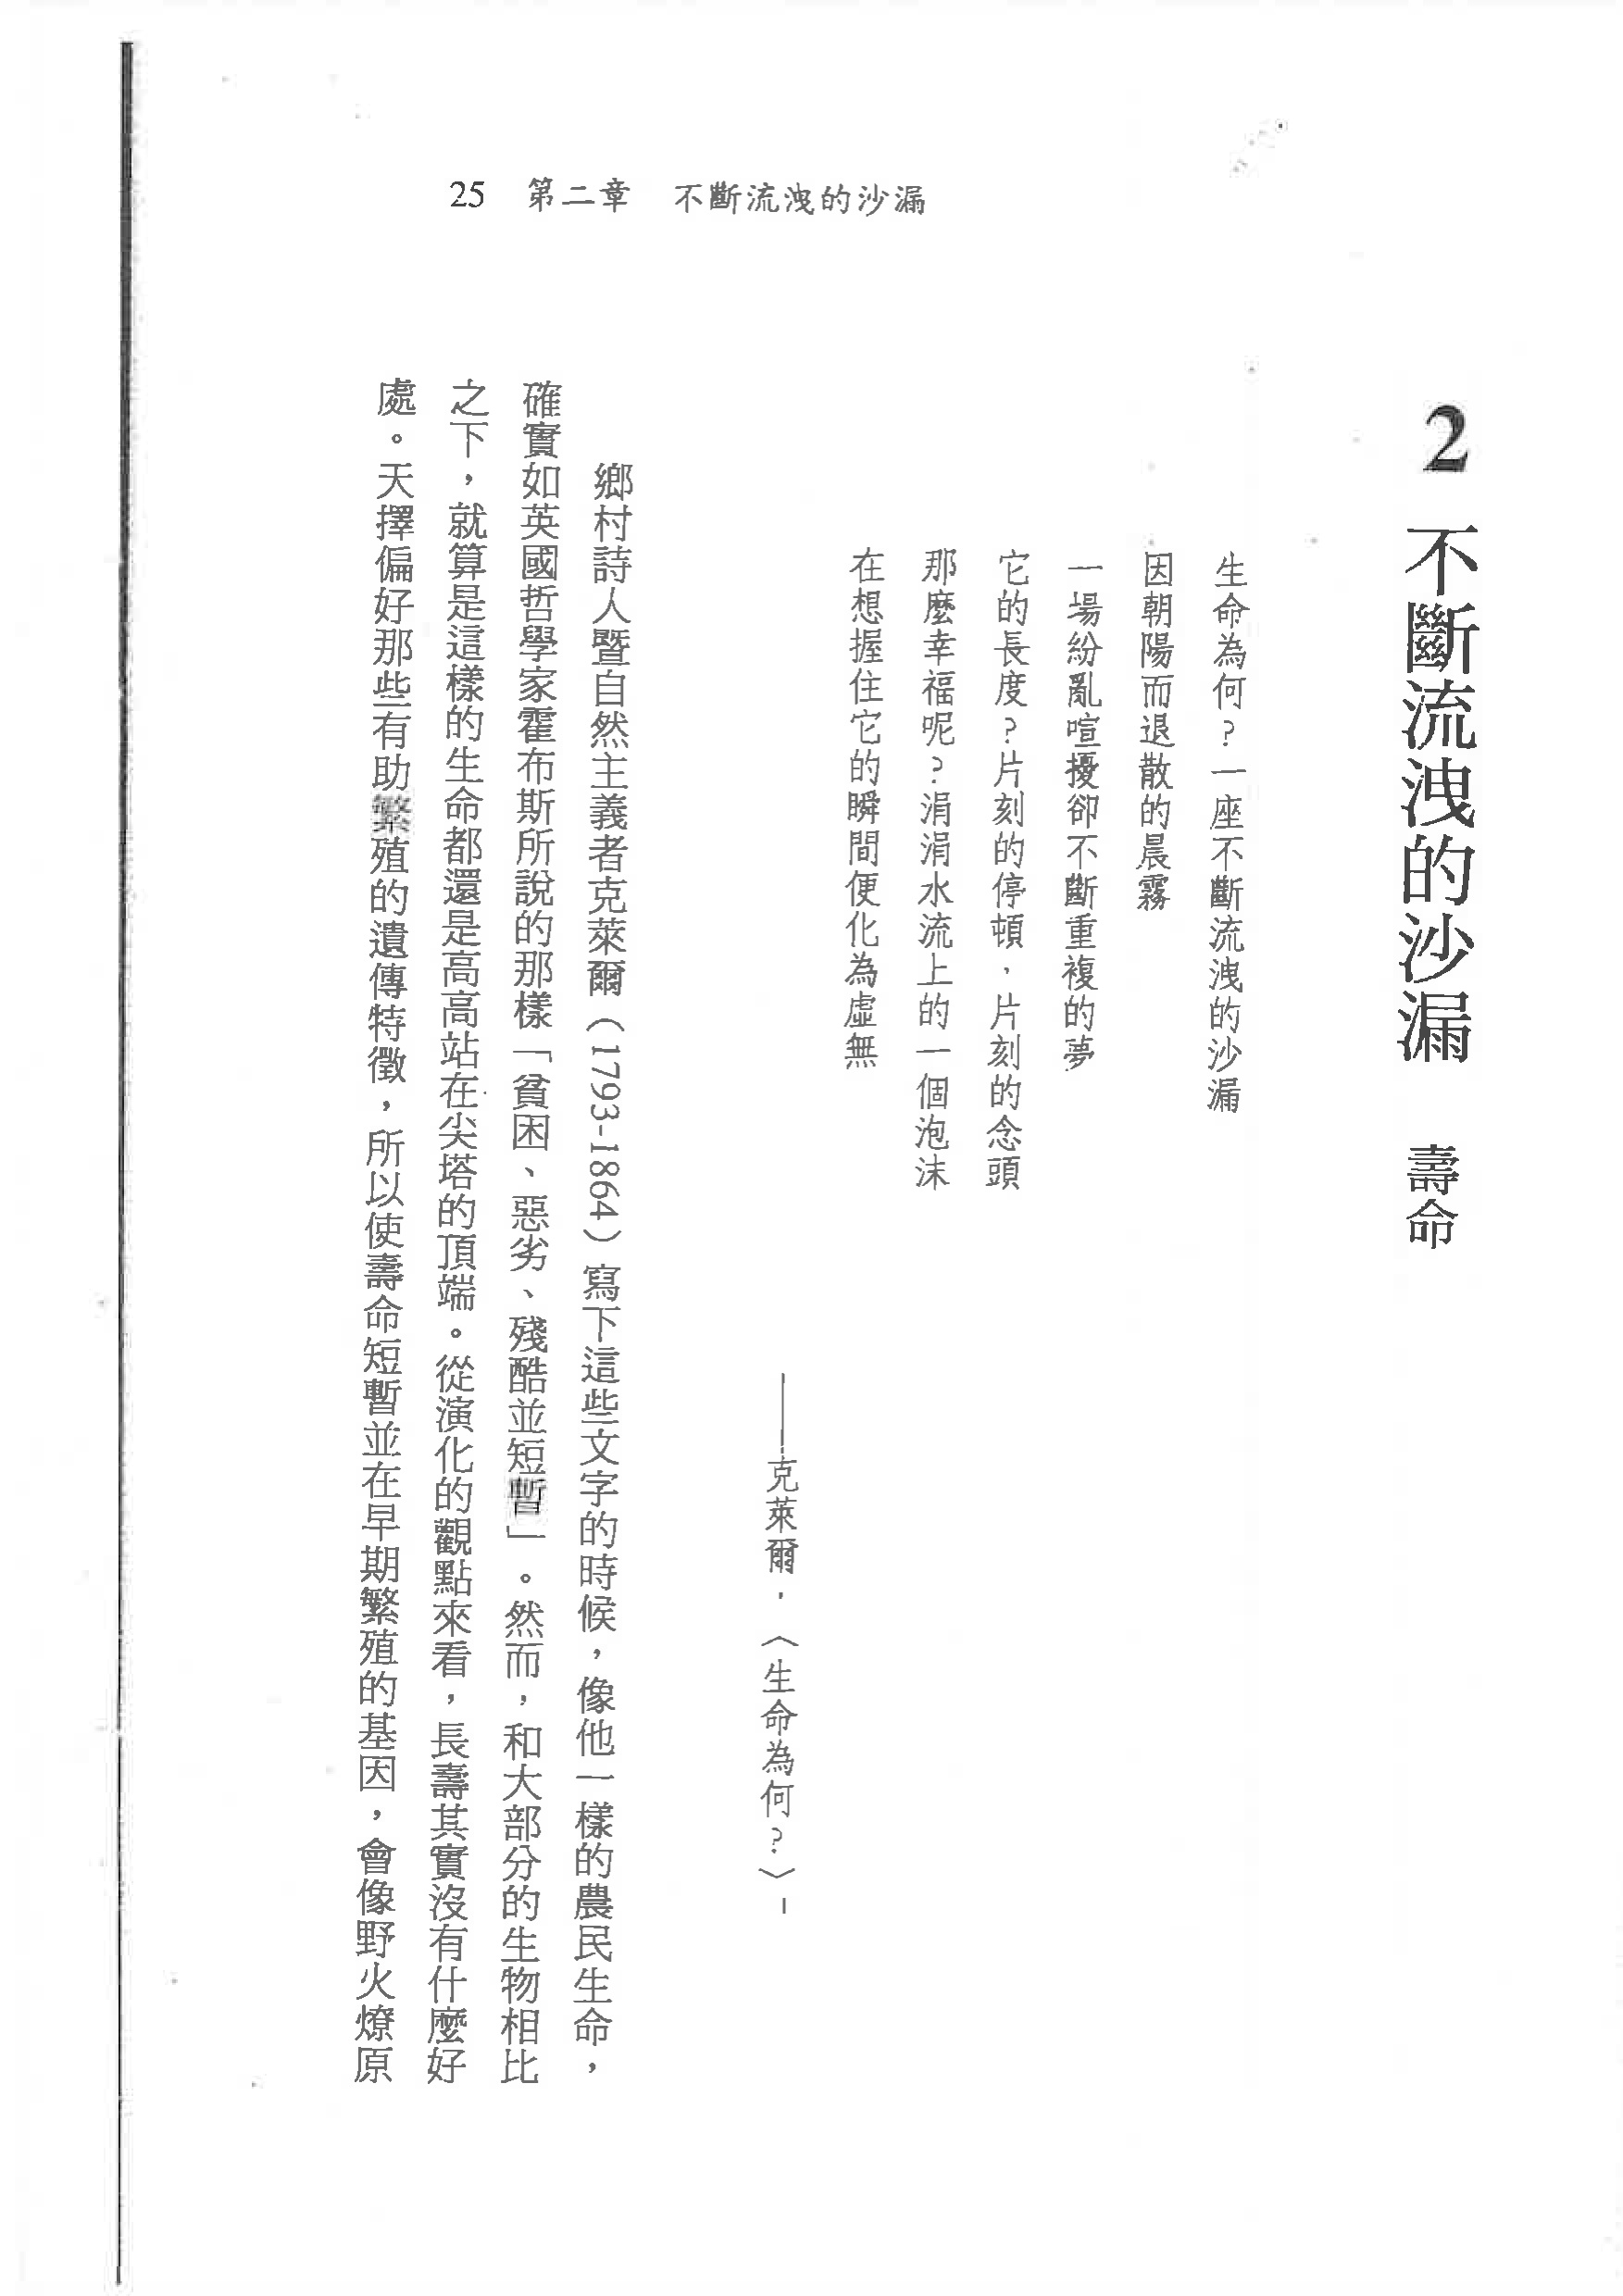 25　第二章　不斷流洩的沙漏
2　不斷流洩的沙漏　壽命
生命為何？一座不斷流洩的沙漏
因朝陽而退散的晨霧
一場紛亂喧擾卻不斷重複的夢
它的長度？片刻的停頓，片刻的念頭
那麼幸福呢？涓涓水流上的一個泡沫
在想握住它的瞬間便化為虛無
——克萊爾，〈生命為何？〉1
鄉村詩人暨自然主義者克萊爾（1793-1864）寫下這些文字的時候，像他一樣的農民生命，
確實如英國哲學家霍布斯所說的那樣「貧困、惡劣、殘酷並短暫」。然而，和大部分的生物相比
之下，就算是這樣的生命都還是高高站在尖塔的頂端。從演化的觀點來看，長壽其實沒有什麼好
處。天擇偏好那些有助繁殖的遺傳特徵，所以使壽命短暫並在早期繁殖的基因，會像野火燎原